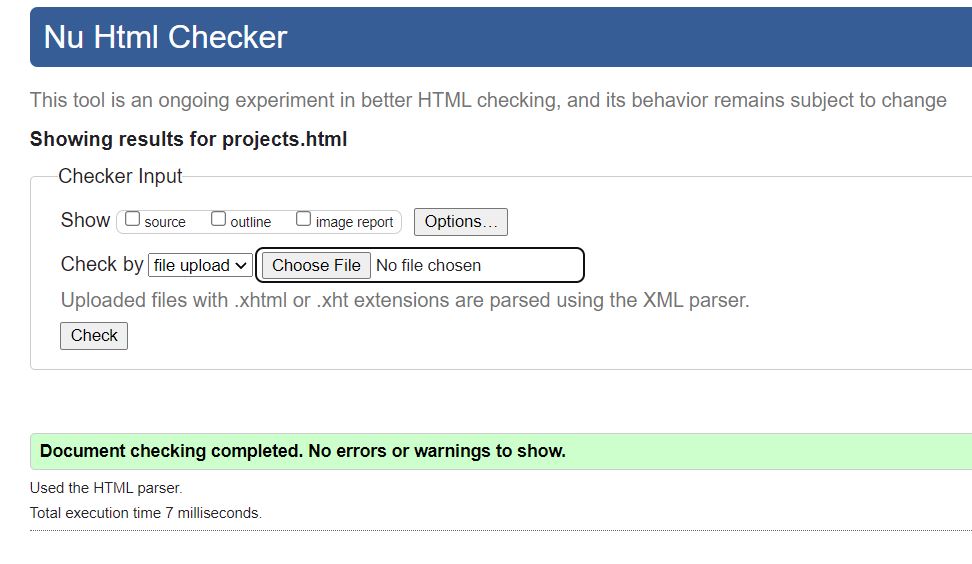 Nu Html Checker
This tool is an ongoing experiment in better HTML checking, and its behavior remains subject to change
Showing results for projects.html
Checker Input
Show source outline image report Options...
Check by file upload Choose File No file chosen
Uploaded files with .xhtml or .xht extensions are parsed using the XML parser.
Check
Document checking completed. No errors or warnings to show.
Used the HTML parser.
Total execution time 7 milliseconds.